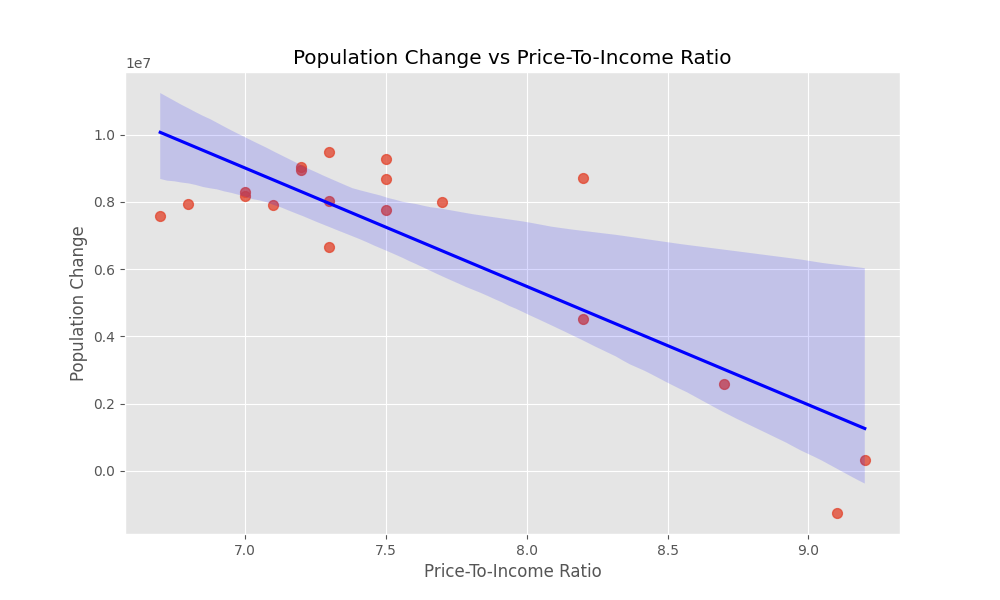 Population Change vs Price-To-Income Ratio
1e7
1.0
0.8
0.6
0.4
0.2
0.0
Population Change
7.0 7.5 8.0 8.5 9.0
Price-To-Income Ratio